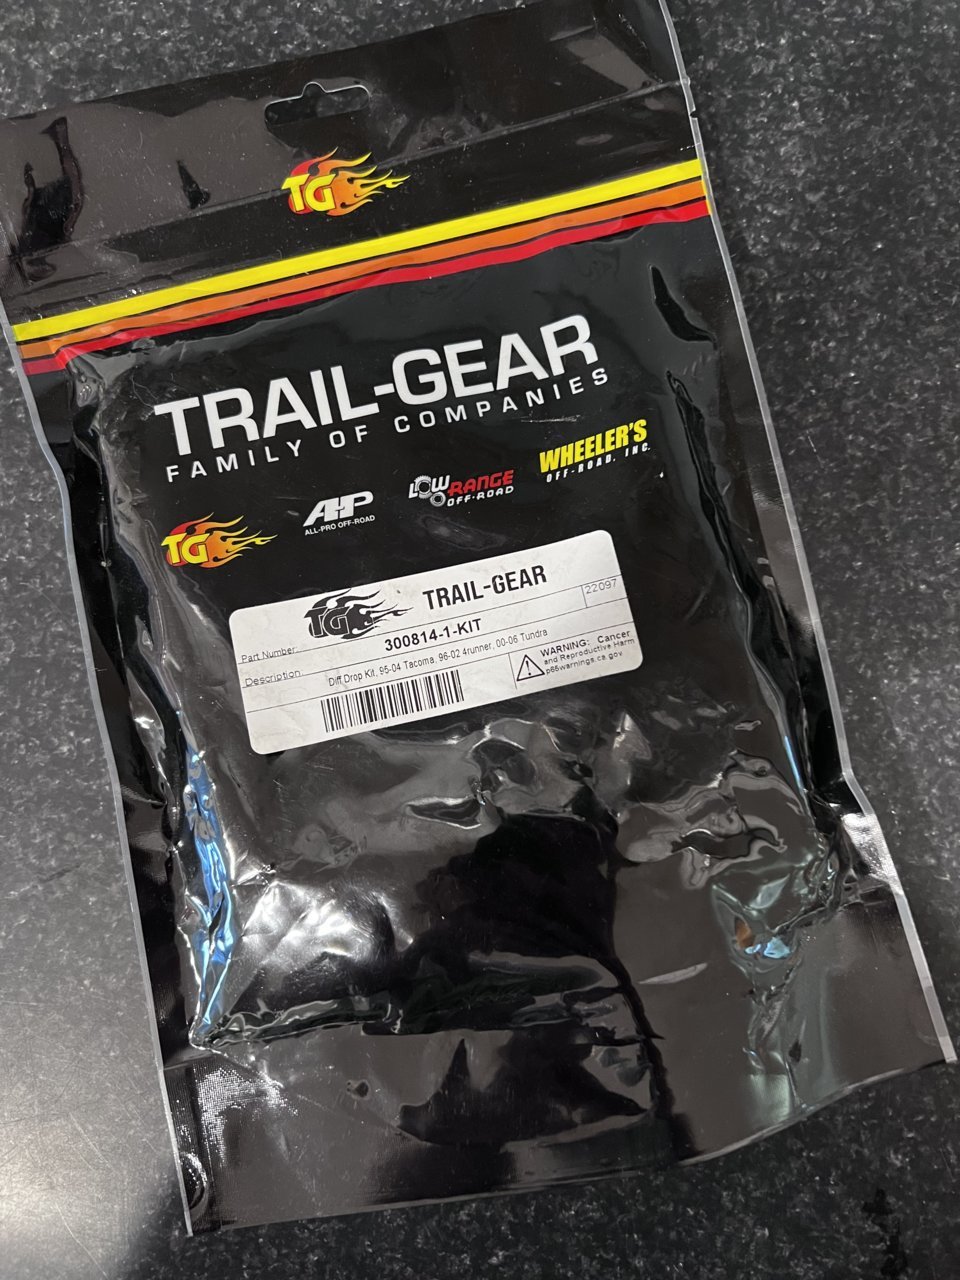 TG
TRAIL-GEAR
FAMILY OF COMPANIES
TG
AP
ALL-PRO OFF-ROAD
LOW RANGE
OFF-ROAD
WHEELER'S
OFF-ROAD, INC.
TG
TRAIL-GEAR
22097
Part Number: 300814-1-KIT
Description: Diff Drop Kit, 95-04 Tacoma, 96-02 4runner, 00-06 Tundra
WARNING: Cancer
and Reproductive Harm
p65warnings.ca.gov